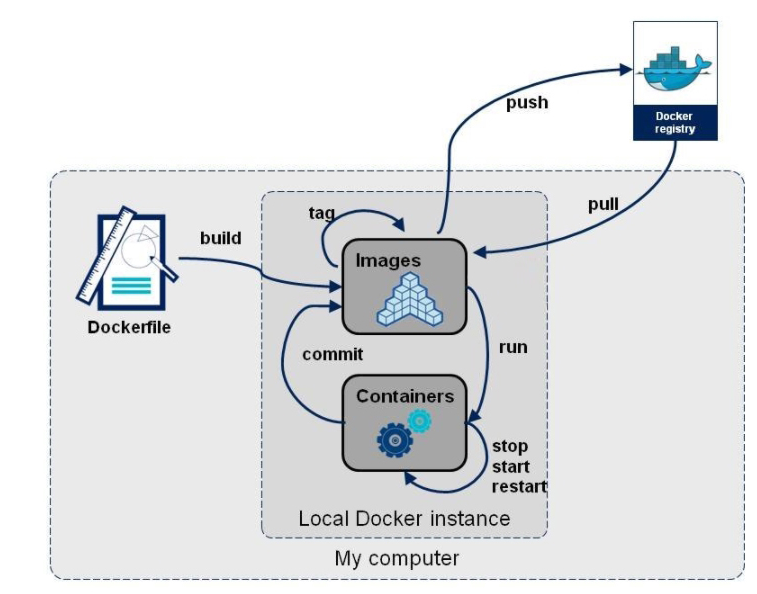 push
Docker
registry
pull
tag
build
Images
Dockerfile
commit
run
Containers
stop
start
restart
Local Docker instance
My computer